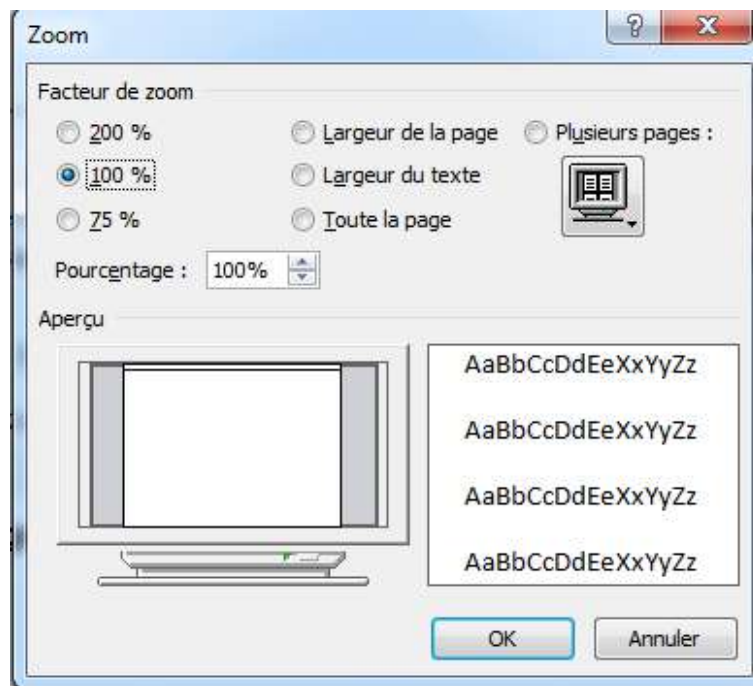 Zoom
Facteur de zoom
200 %
Largeur de la page
Plusieurs pages :
100 %
Largeur du texte
75 %
Toute la page
Pourcentage :
100%
Aperçu
AaBbCcDdEeXxYyZz
AaBbCcDdEeXxYyZz
AaBbCcDdEeXxYyZz
AaBbCcDdEeXxYyZz
OK
Annuler